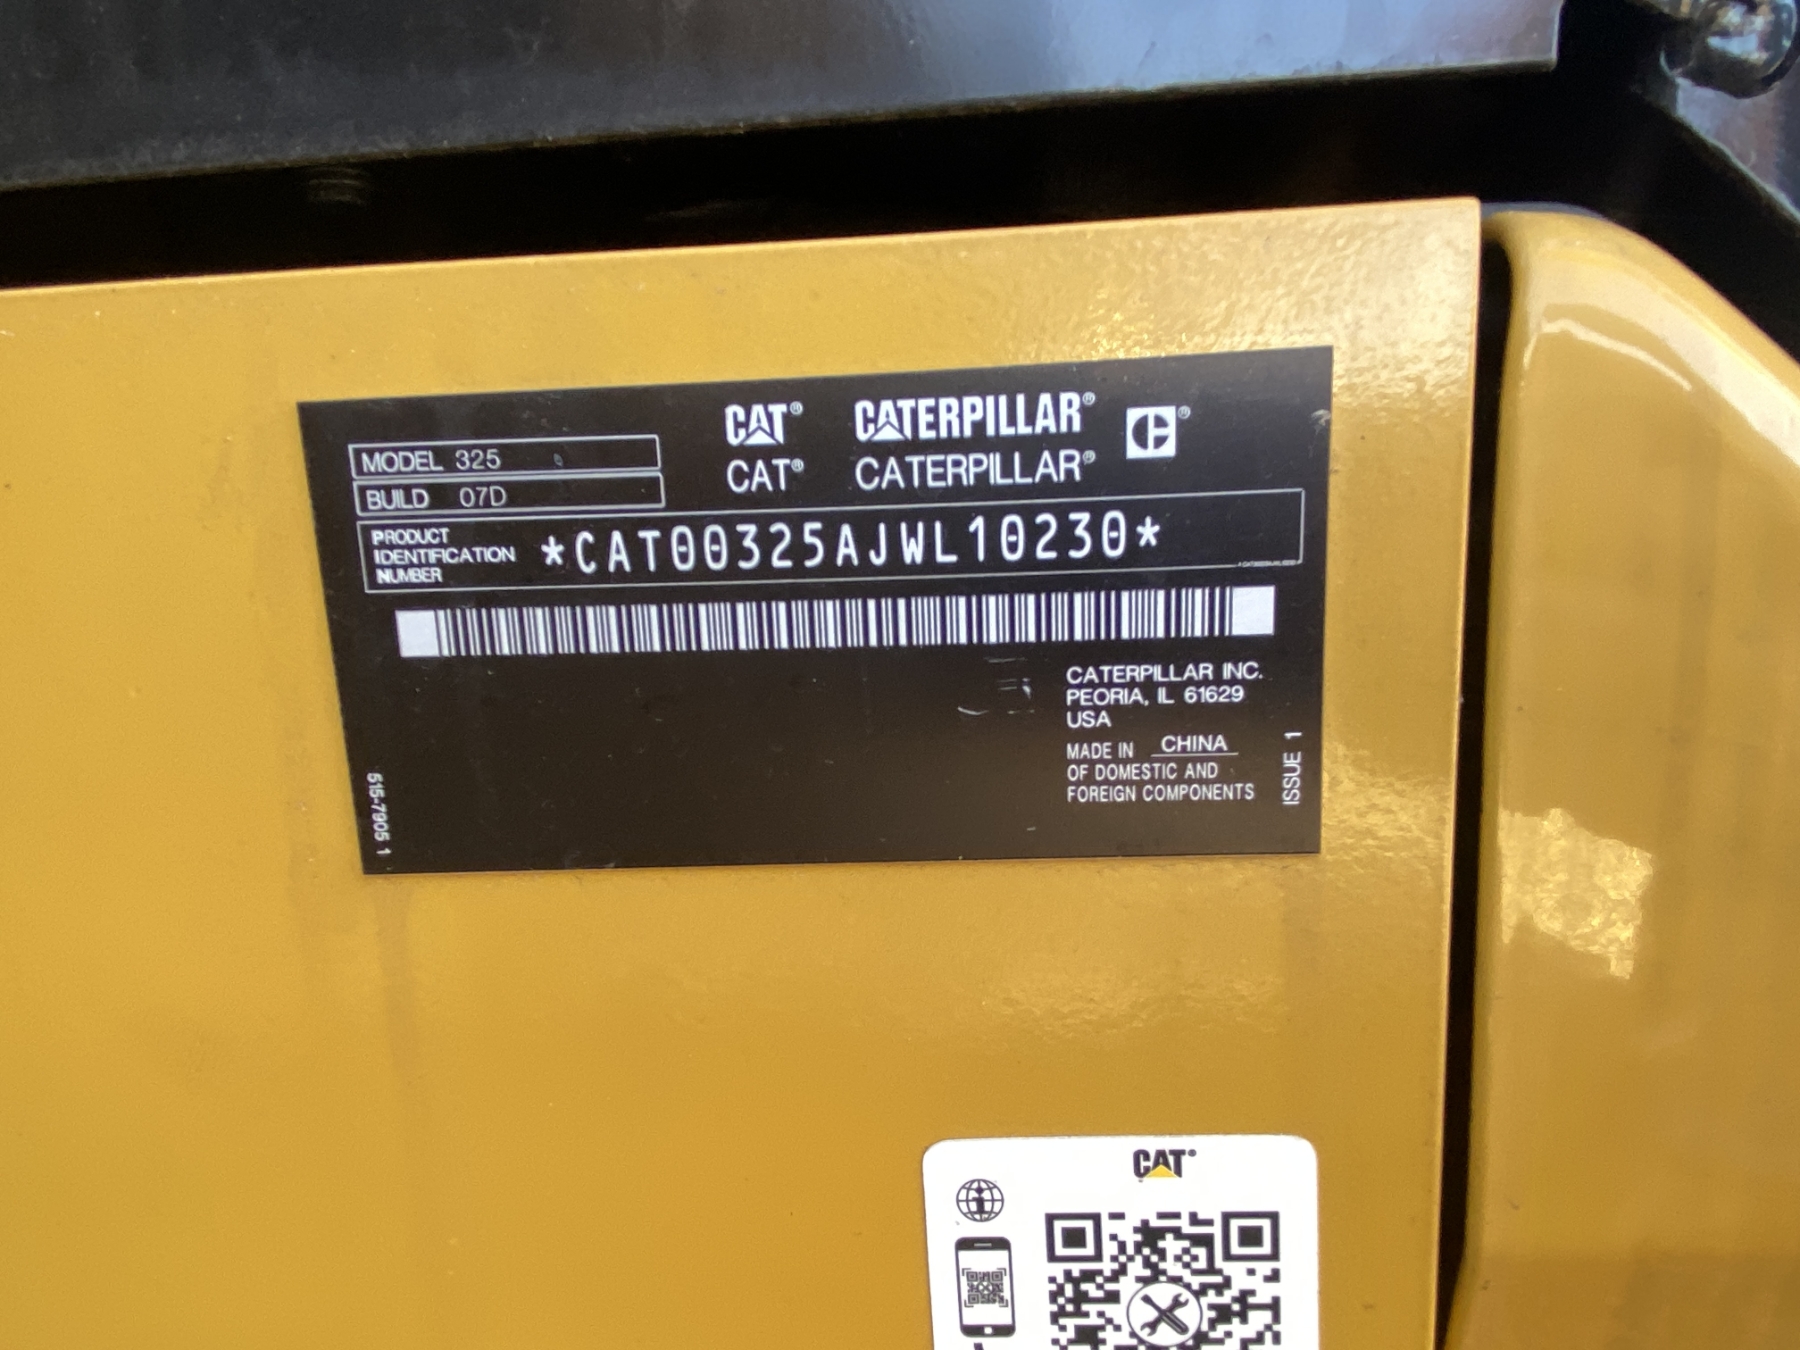 CAT® CATERPILLAR® ®
CAT® CATERPILLAR®
MODEL 325
BUILD 07D
PRODUCT
IDENTIFICATION
NUMBER
*CAT00325AJWL10230*
CATERPILLAR INC.
PEORIA, IL 61629
USA
MADE IN CHINA
OF DOMESTIC AND
FOREIGN COMPONENTS
ISSUE 1
515-7905 1
CAT®